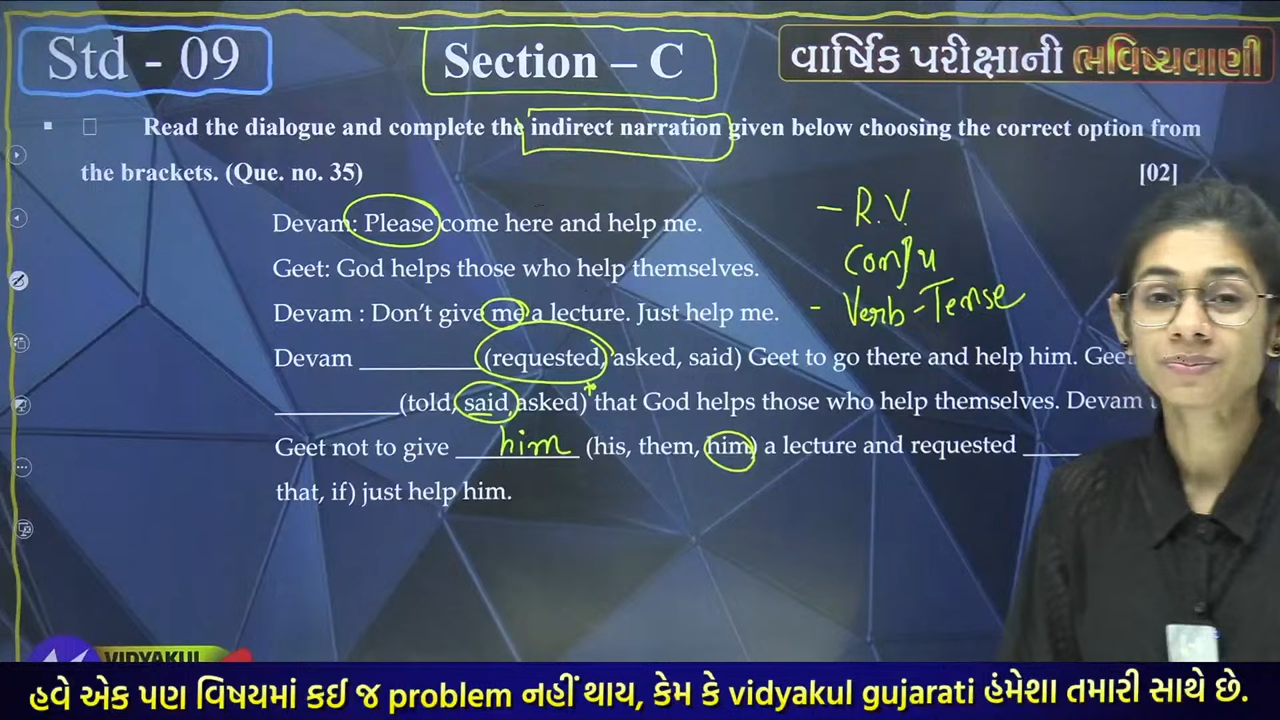 Std - 09
Section – C
વાર્ષિક પરીક્ષાની ભવિષ્યવાણી
Read the dialogue and complete the indirect narration given below choosing the correct option from
the brackets. (Que. no. 35) [02]
Devam: Please come here and help me.
Geet: God helps those who help themselves.
Devam : Don't give me a lecture. Just help me.
- R.V.
Conju
- Verb-Tense
Devam __________ (requested, asked, said) Geet to go there and help him.
__________ (told, said, asked) that God helps those who help themselves. Devam
Geet not to give him (his, them, him) a lecture and requested ____
that, if) just help him.
VIDYAKUL
હવે એક પણ વિષયમાં કઈ જ problem નહીં થાય, કેમ કે vidyakul gujarati હંમેશા તમારી સાથે છે.